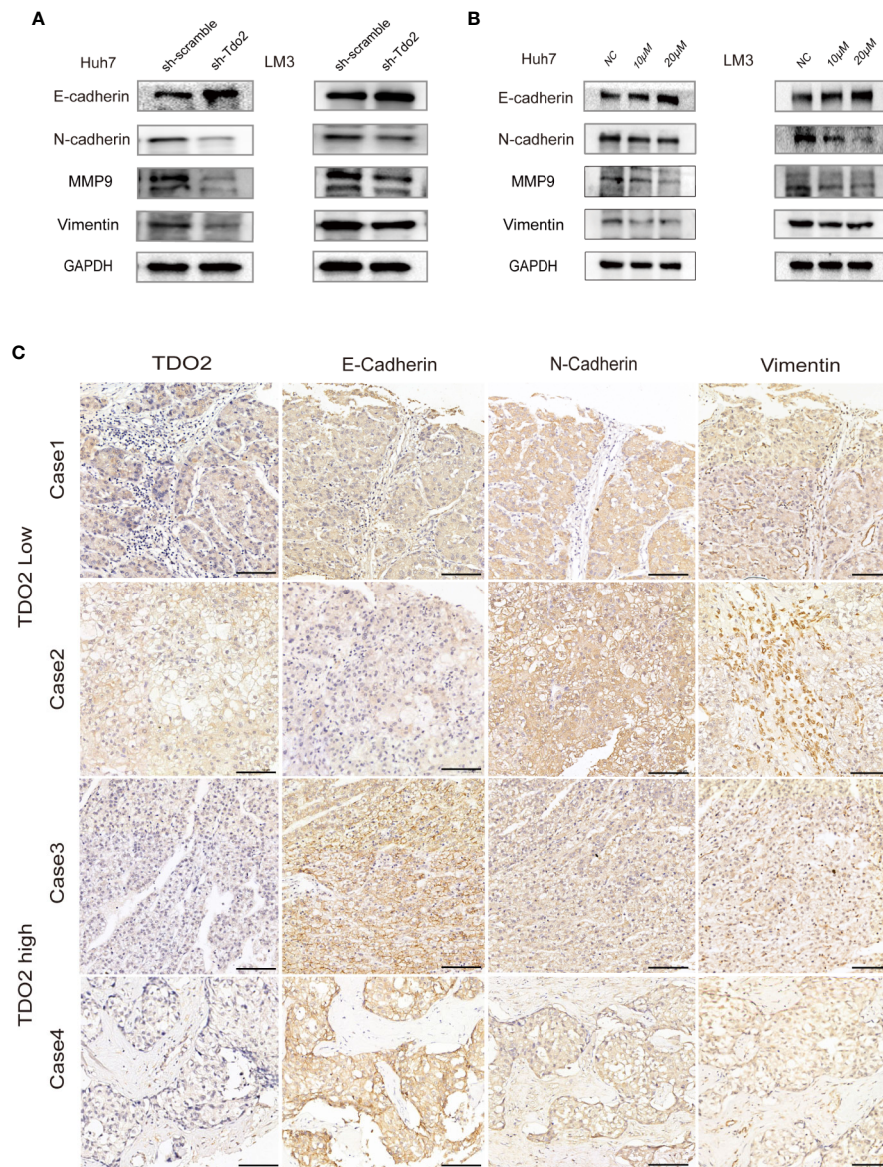 A
Huh7 sh-scramble sh-Tdo2 LM3 sh-scramble sh-Tdo2
E-cadherin
N-cadherin
MMP9
Vimentin
GAPDH
B
Huh7 NC 10μM 20μM LM3 NC 10μM 20μM
E-cadherin
N-cadherin
MMP9
Vimentin
GAPDH
C
TDO2 E-Cadherin N-Cadherin Vimentin
TDO2 Low
Case1
Case2
TDO2 high
Case3
Case4